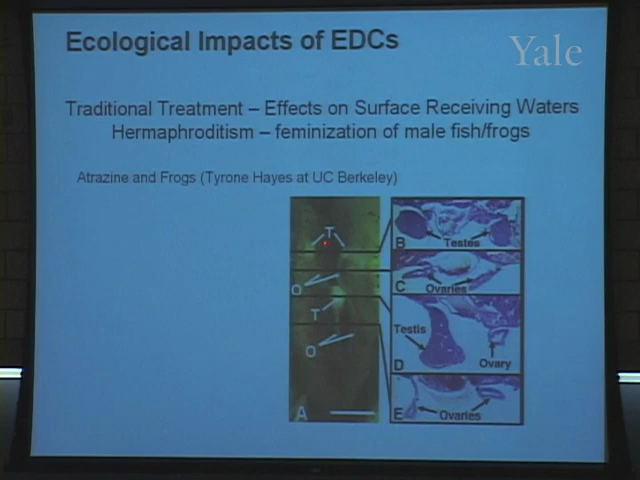 Ecological Impacts of EDCs
Yale
Traditional Treatment – Effects on Surface Receiving Waters
Hermaphroditism – feminization of male fish/frogs
Atrazine and Frogs (Tyrone Hayes at UC Berkeley)
T
B
Testes
O
C
Ovaries
T
Testis
O
D
Ovary
A
E
Ovaries